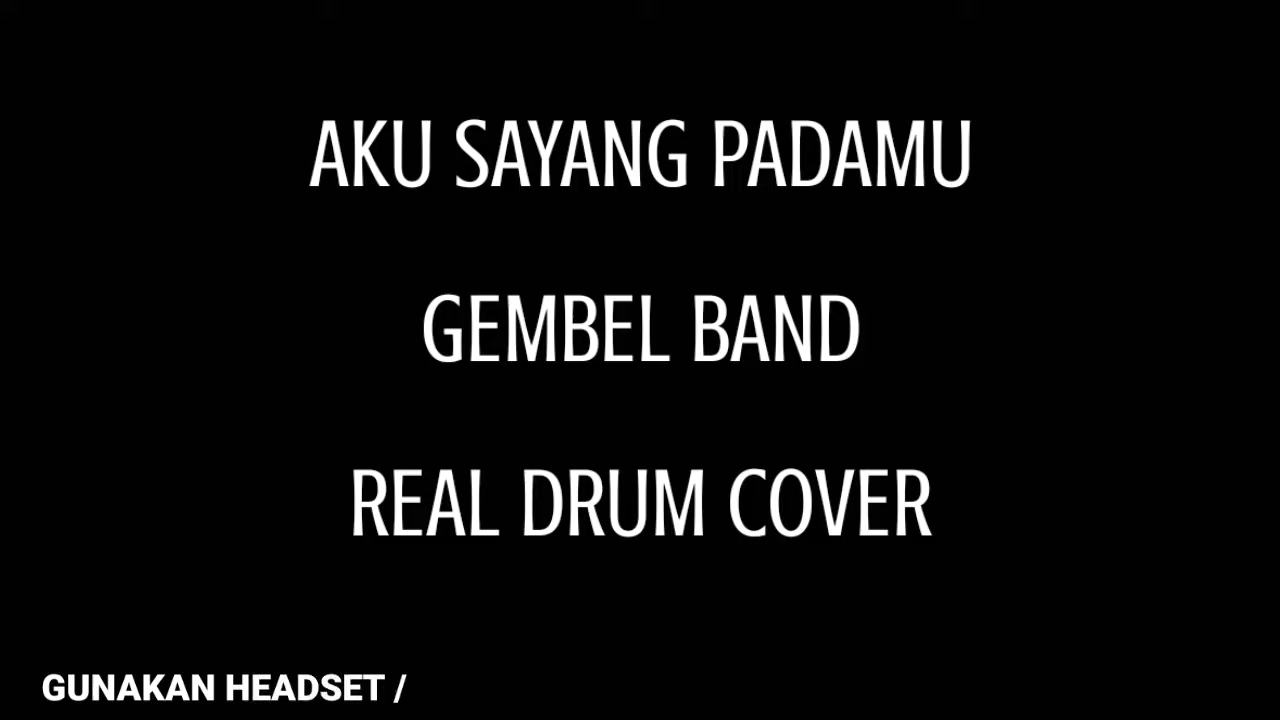 AKU SAYANG PADAMU
GEMBEL BAND
REAL DRUM COVER
GUNAKAN HEADSET /